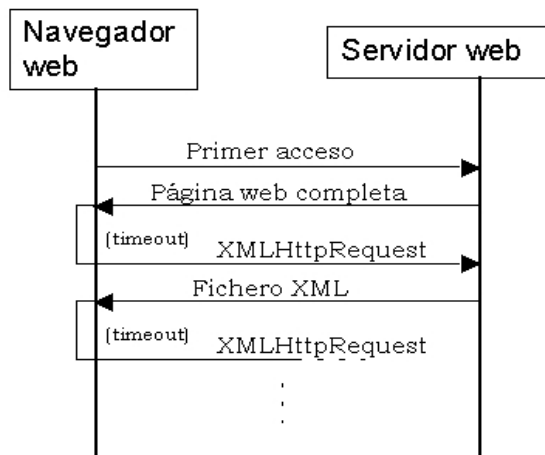 Navegador
web
Servidor web
Primer acceso
Página web completa
(timeout)
XMLHttpRequest
Fichero XML
(timeout)
XMLHttpRequest